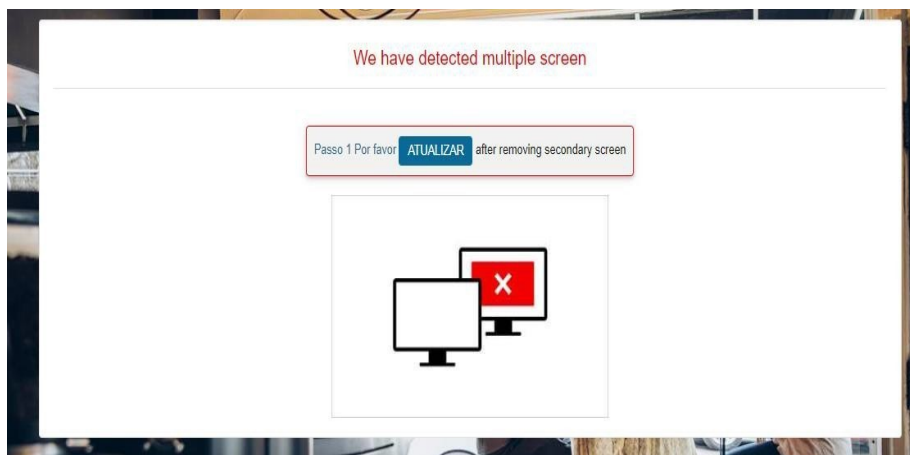 We have detected multiple screen
Passo 1 Por favor ATUALIZAR after removing secondary screen
X